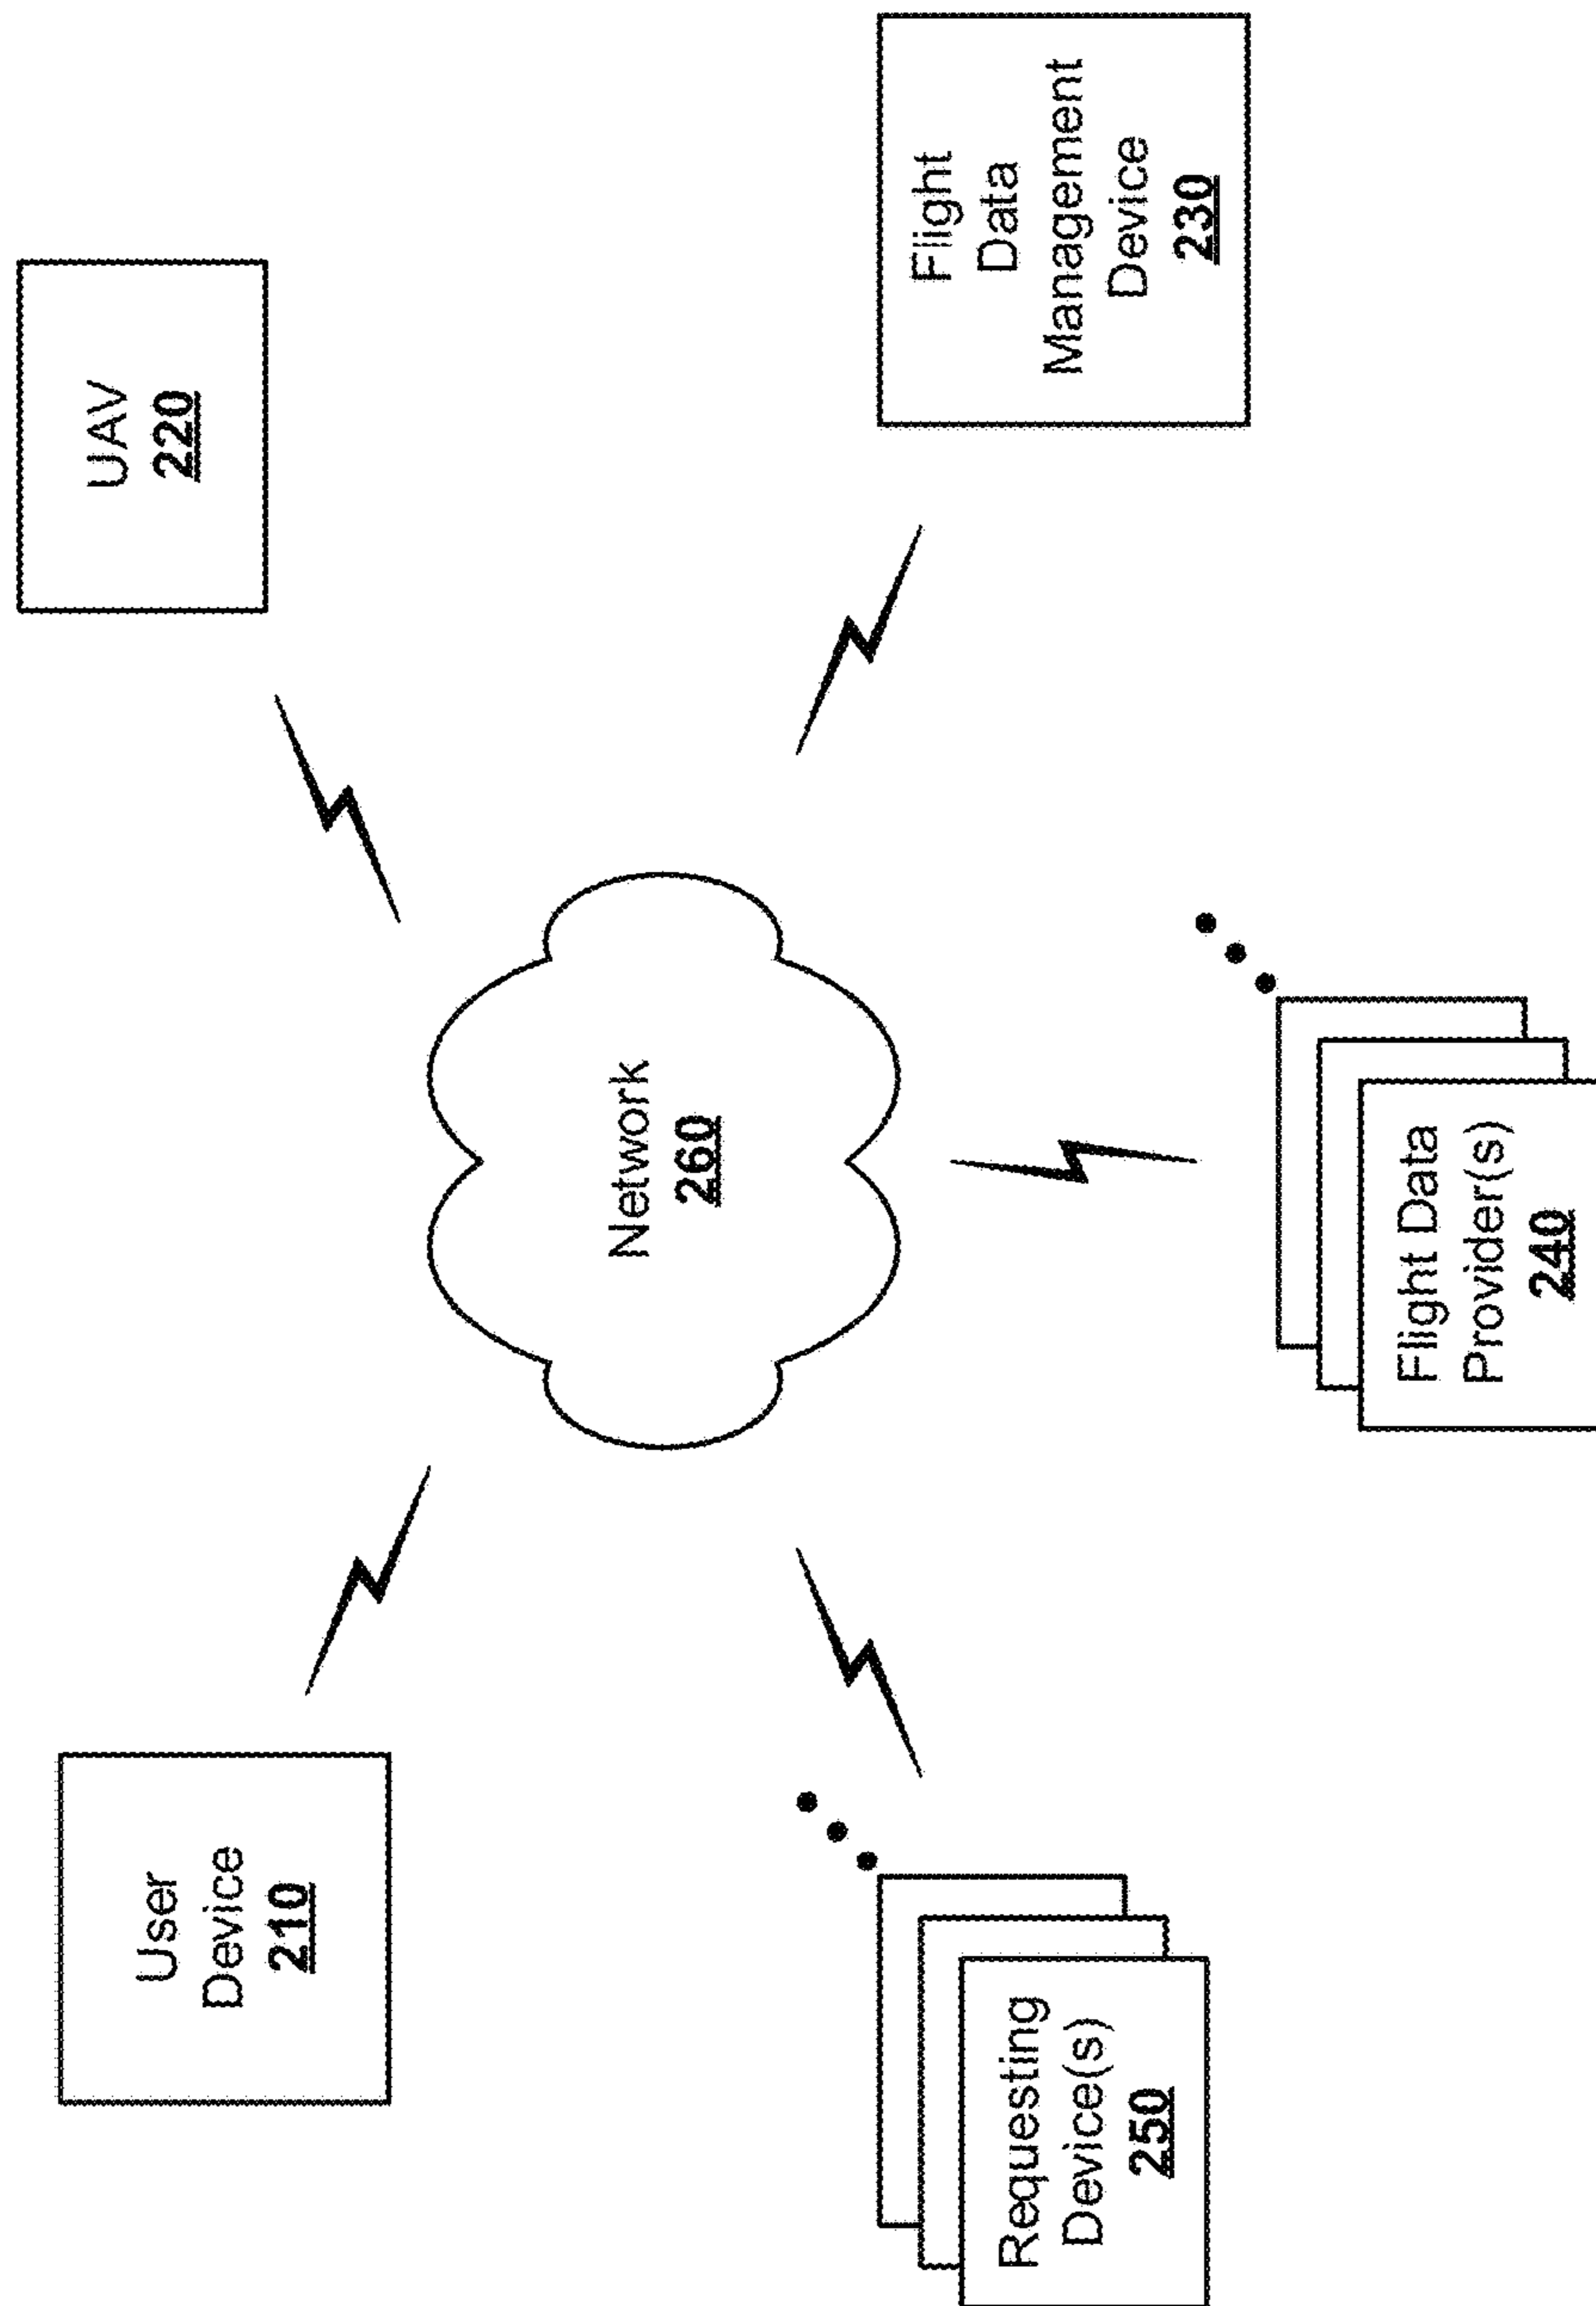 User
Device
210
UAV
220
Network
260
Requesting
Device(s)
250
Flight Data
Provider(s)
240
Flight
Data
Management
Device
230